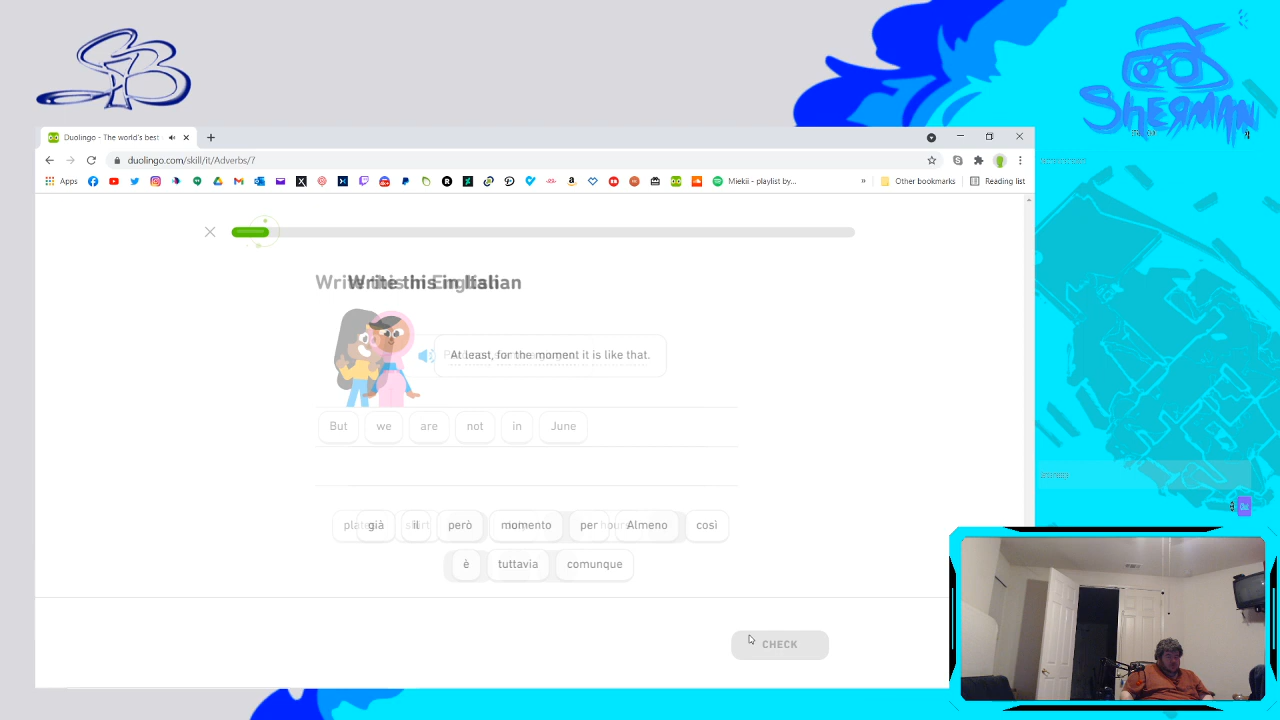 SB
SHERMAN
Duolingo - The world's best
duolingo.com/skill/it/Adverbs/7
Apps
Miekii - playlist by...
»
Other bookmarks
Reading list
Write this in Italian
At least, for the moment it is like that.
But we are not in June
già il però momento per Almeno così
è tuttavia comunque
CHECK